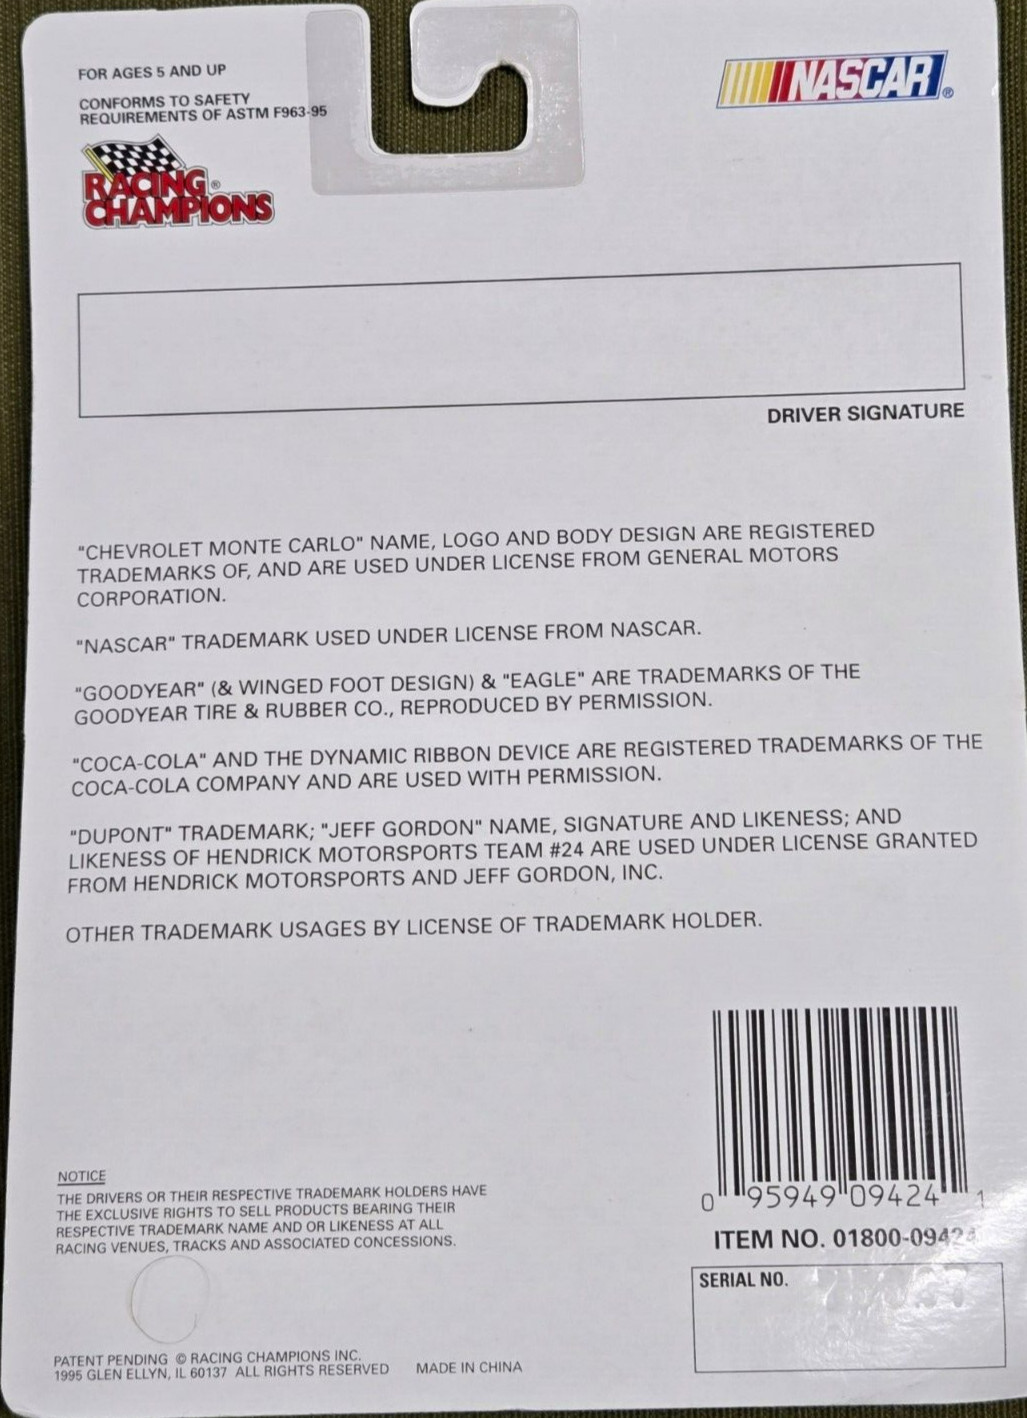 FOR AGES 5 AND UP
CONFORMS TO SAFETY
REQUIREMENTS OF ASTM F963-95
NASCAR®
RACING®
CHAMPIONS
DRIVER SIGNATURE
"CHEVROLET MONTE CARLO" NAME, LOGO AND BODY DESIGN ARE REGISTERED
TRADEMARKS OF, AND ARE USED UNDER LICENSE FROM GENERAL MOTORS
CORPORATION.
"NASCAR" TRADEMARK USED UNDER LICENSE FROM NASCAR.
"GOODYEAR" (& WINGED FOOT DESIGN) & "EAGLE" ARE TRADEMARKS OF THE
GOODYEAR TIRE & RUBBER CO., REPRODUCED BY PERMISSION.
"COCA-COLA" AND THE DYNAMIC RIBBON DEVICE ARE REGISTERED TRADEMARKS OF THE
COCA-COLA COMPANY AND ARE USED WITH PERMISSION.
"DUPONT" TRADEMARK; "JEFF GORDON" NAME, SIGNATURE AND LIKENESS; AND
LIKENESS OF HENDRICK MOTORSPORTS TEAM #24 ARE USED UNDER LICENSE GRANTED
FROM HENDRICK MOTORSPORTS AND JEFF GORDON, INC.
OTHER TRADEMARK USAGES BY LICENSE OF TRADEMARK HOLDER.
NOTICE
THE DRIVERS OR THEIR RESPECTIVE TRADEMARK HOLDERS HAVE
THE EXCLUSIVE RIGHTS TO SELL PRODUCTS BEARING THEIR
RESPECTIVE TRADEMARK NAME AND OR LIKENESS AT ALL
RACING VENUES, TRACKS AND ASSOCIATED CONCESSIONS.
0 95949 09424 1
ITEM NO. 01800-09424
SERIAL NO.
PATENT PENDING © RACING CHAMPIONS INC.
1995 GLEN ELLYN, IL 60137 ALL RIGHTS RESERVED MADE IN CHINA